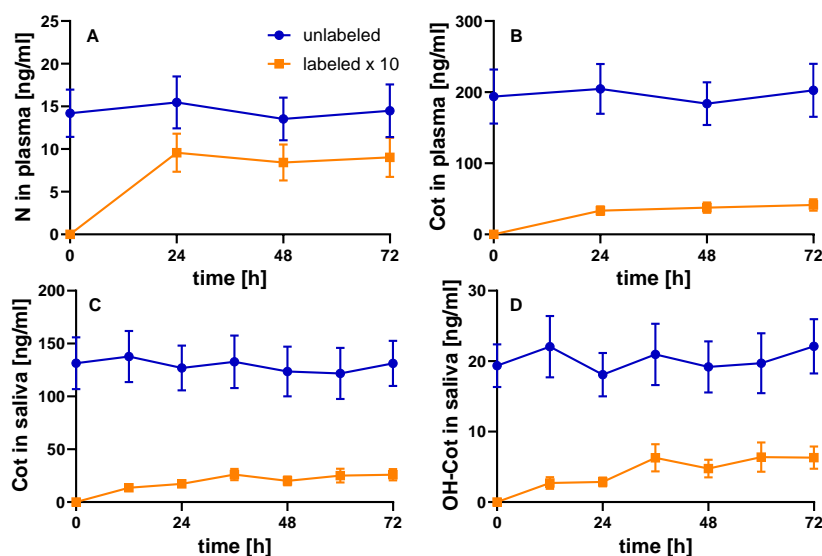 A
unlabeled
labeled x 10
N in plasma [ng/ml]
25
20
15
10
5
0
0 24 48 72
time [h]
B
Cot in plasma [ng/ml]
300
200
100
0
0 24 48 72
time [h]
C
Cot in saliva [ng/ml]
200
150
100
50
0
0 24 48 72
time [h]
D
OH-Cot in saliva [ng/ml]
30
20
10
0
0 24 48 72
time [h]